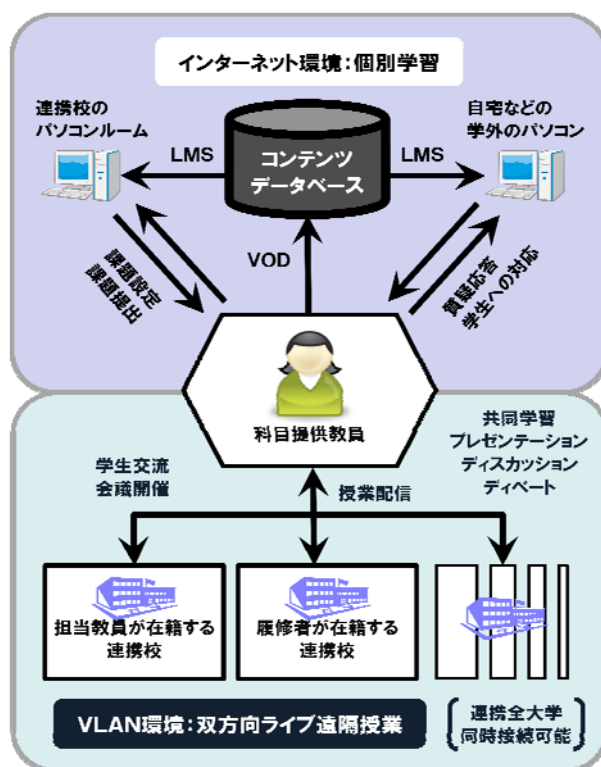 インターネット環境：個別学習
連携校の
パソコンルーム
自宅などの
学外のパソコン
LMS
コンテンツ
データベース
LMS
VOD
課題設定
課題提出
質疑応答
学生への対応
科目提供教員
学生交流
会議開催
授業配信
共同学習
プレゼンテーション
ディスカッション
ディベート
担当教員が在籍する
連携校
履修者が在籍する
連携校
VLAN環境：双方向ライブ遠隔授業
連携全大学
同時接続可能